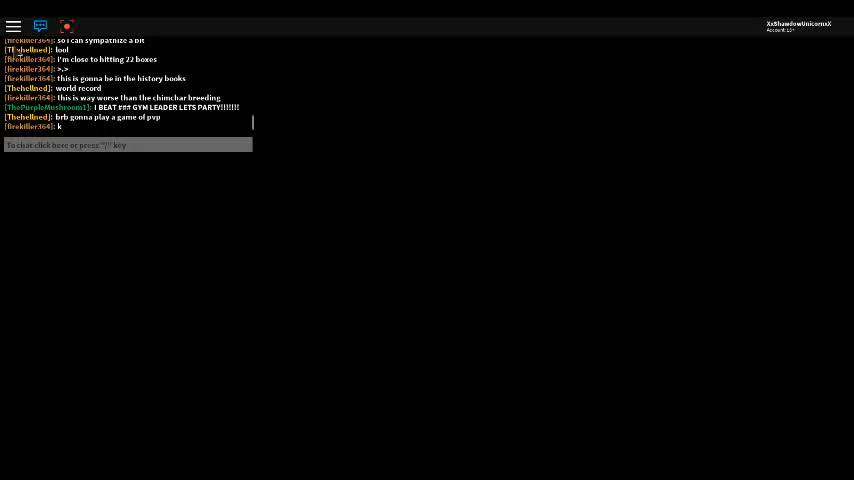 XxShawdowUnicornxX
Account: 13+
[firekiller364]: so i can sympathize a bit
[Thshellned]: lool
[firekiller364]: I'm close to hitting 22 boxes
[firekiller364]: >.>
[firekiller364]: this is gonna be in the history books
[Thehellned]: world record
[firekiller364]: this is way worse than the chimchar breeding
[ThePurpleMushroom1]: I BEAT ### GYM LEADER LETS PARTY!!!!!!!
[Thehellned]: brb gonna play a game of pvp
[firekiller364]: k
To chat click here or press "/" key